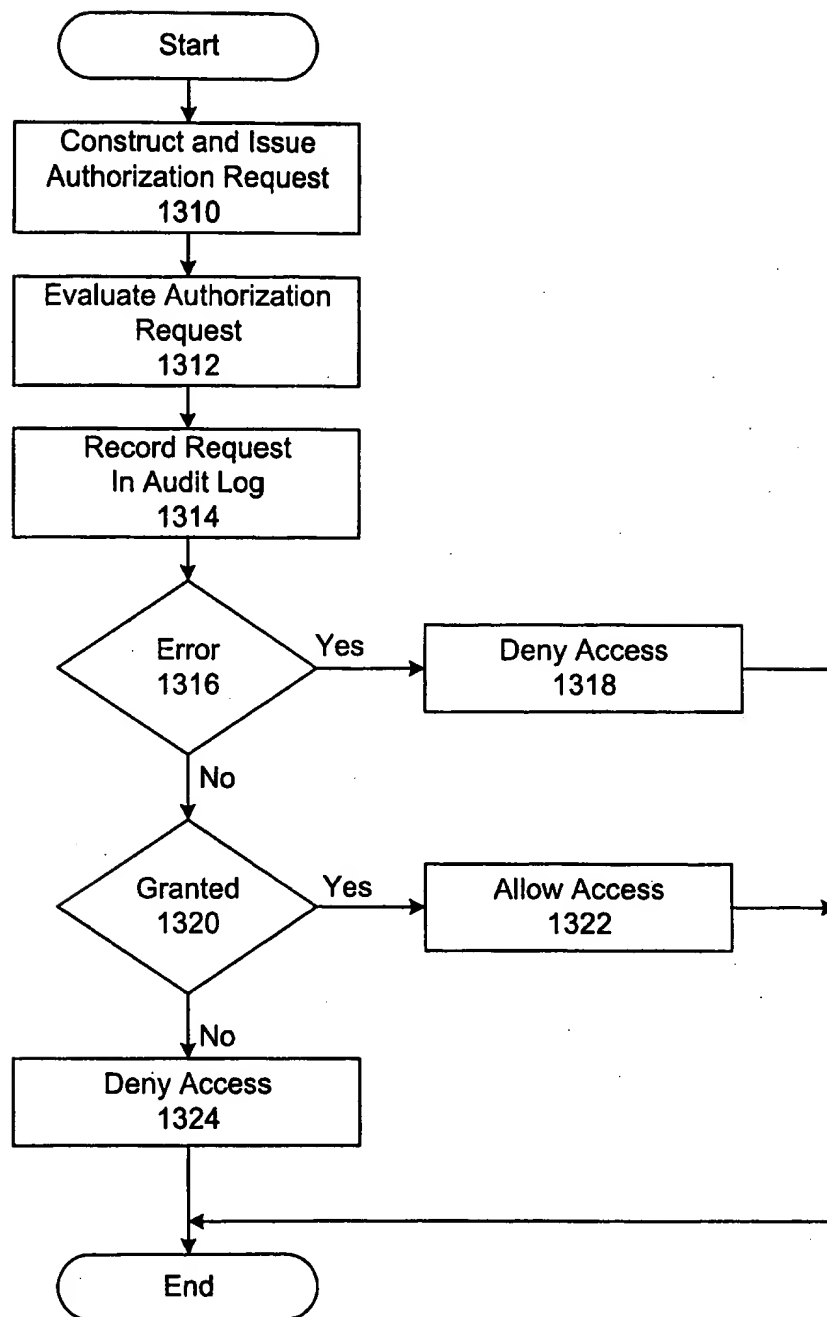 Start
Construct and Issue
Authorization Request
1310
Evaluate Authorization
Request
1312
Record Request
In Audit Log
1314
Error
1316
Yes
Deny Access
1318
No
Granted
1320
Yes
Allow Access
1322
No
Deny Access
1324
End